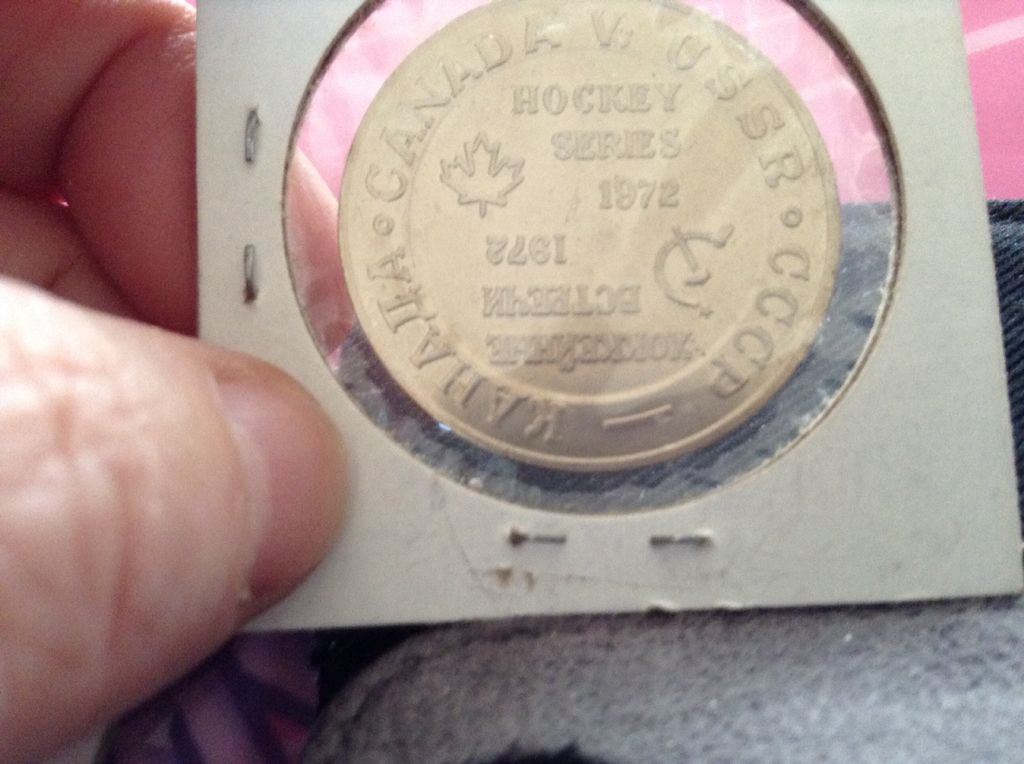 CANADA V. USSR
HOCKEY
SERIES
1972
СССР — КАНАДА
ХОККЕЙНЫЕ
ВСТРЕЧИ
1972